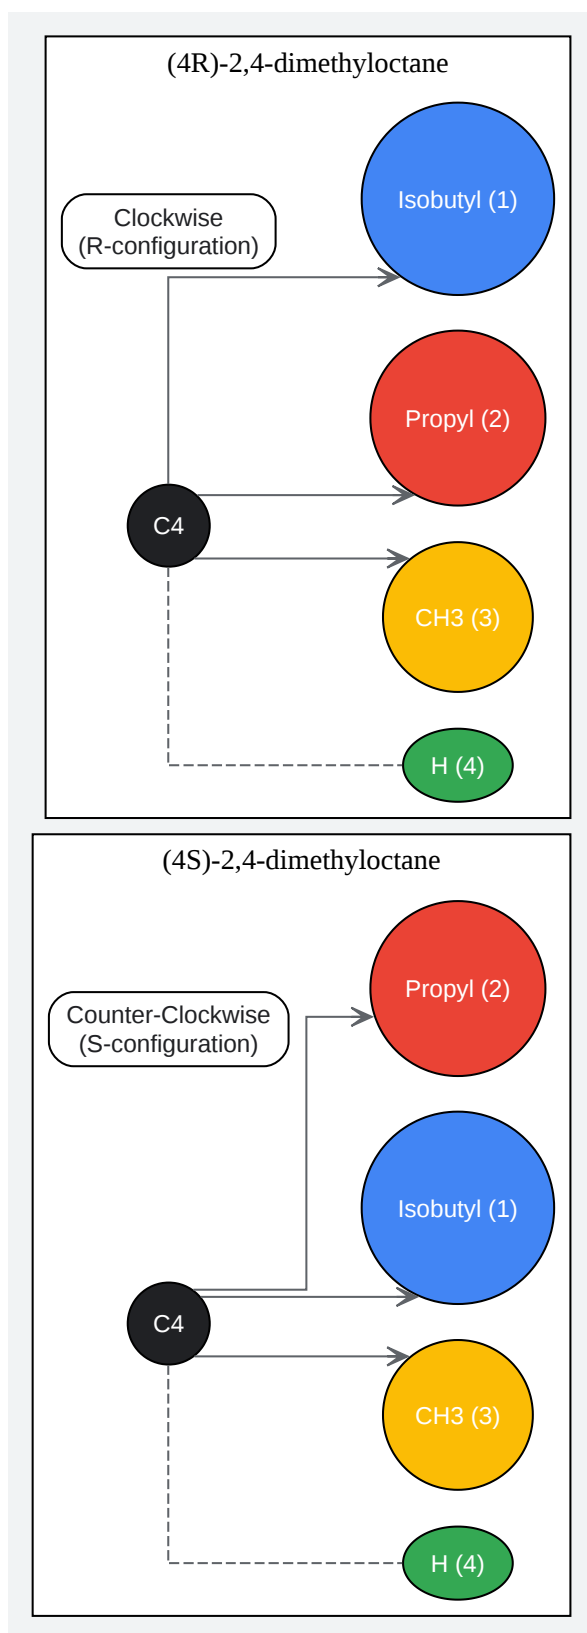 (4R)-2,4-dimethyloctane
Isobutyl (1)
Clockwise
(R-configuration)
Propyl (2)
C4
CH3 (3)
H (4)
(4S)-2,4-dimethyloctane
Propyl (2)
Counter-Clockwise
(S-configuration)
Isobutyl (1)
C4
CH3 (3)
H (4)